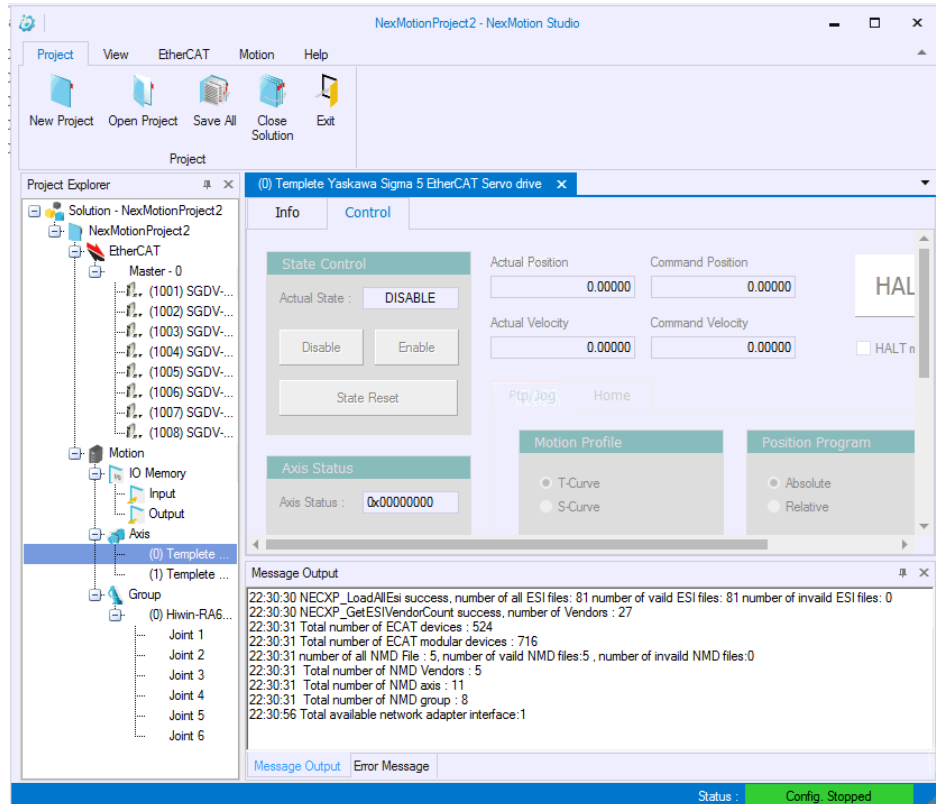 NexMotionProject2 - NexMotion Studio
Project View EtherCAT Motion Help
New Project Open Project Save All Close Solution Exit
Project
Project Explorer
Solution - NexMotionProject2
NexMotionProject2
EtherCAT
Master - 0
(1001) SGDV-...
(1002) SGDV-...
(1003) SGDV-...
(1004) SGDV-...
(1005) SGDV-...
(1006) SGDV-...
(1007) SGDV-...
(1008) SGDV-...
Motion
IO Memory
Input
Output
Axis
(0) Templete ...
(1) Templete ...
Group
(0) Hiwin-RA6...
Joint 1
Joint 2
Joint 3
Joint 4
Joint 5
Joint 6
(0) Templete Yaskawa Sigma 5 EtherCAT Servo drive
Info Control
State Control
Actual State : DISABLE
Disable Enable
State Reset
Axis Status
Axis Status : 0x00000000
Actual Position Command Position
0.00000 0.00000
Actual Velocity Command Velocity
0.00000 0.00000
HAL
HALT m
Ptp/Jog Home
Motion Profile
T-Curve
S-Curve
Position Program
Absolute
Relative
Message Output
22:30:30 NECXP_LoadAllEsi success, number of all ESI files: 81 number of vaild ESI files: 81 number of invaild ESI files: 0
22:30:30 NECXP_GetESIVendorCount success, number of Vendors : 27
22:30:31 Total number of ECAT devices : 524
22:30:31 Total number of ECAT modular devices : 716
22:30:31 number of all NMD File : 5, number of vaild NMD files:5 , number of invaild NMD files:0
22:30:31 Total number of NMD Vendors : 5
22:30:31 Total number of NMD axis : 11
22:30:31 Total number of NMD group : 8
22:30:56 Total available network adapter interface:1
Message Output Error Message
Status : Config. Stopped